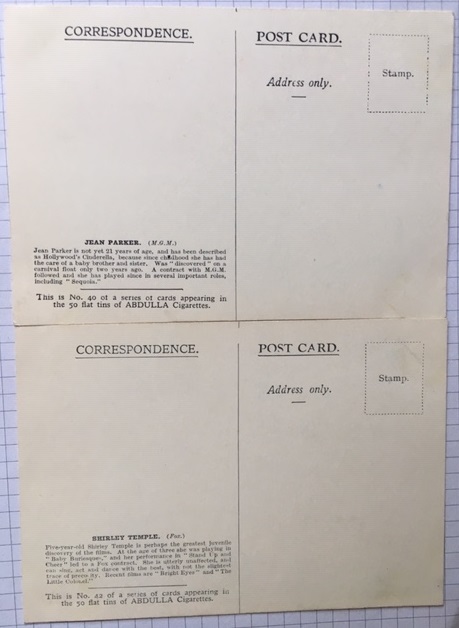 CORRESPONDENCE.
POST CARD.
Address only.
Stamp.
JEAN PARKER. (M.G.M.)
Jean Parker is not yet 21 years of age, and has been described
as Hollywood's Cinderella, because since childhood she has had
the care of a baby brother and sister. Was "discovered" on a
carnival float only two years ago. A contract with M.G.M.
followed and she has played since in several important roles,
including "Sequoia."
This is No. 40 of a series of cards appearing in
the 50 flat tins of ABDULLA Cigarettes.
CORRESPONDENCE.
POST CARD.
Address only.
Stamp.
SHIRLEY TEMPLE. (Fox.)
Five-year-old Shirley Temple is perhaps the greatest juvenile
discovery of the films. At the age of three she was playing in
"Baby Burlesques," and her performance in "Stand Up and
Cheer" led to a Fox contract. She is utterly unaffected, and
can sing, act and dance with the best, with not the slightest
trace of precosity. Recent films are "Bright Eyes" and "The
Little Colonel."
This is No. 42 of a series of cards appearing in
the 50 flat tins of ABDULLA Cigarettes.